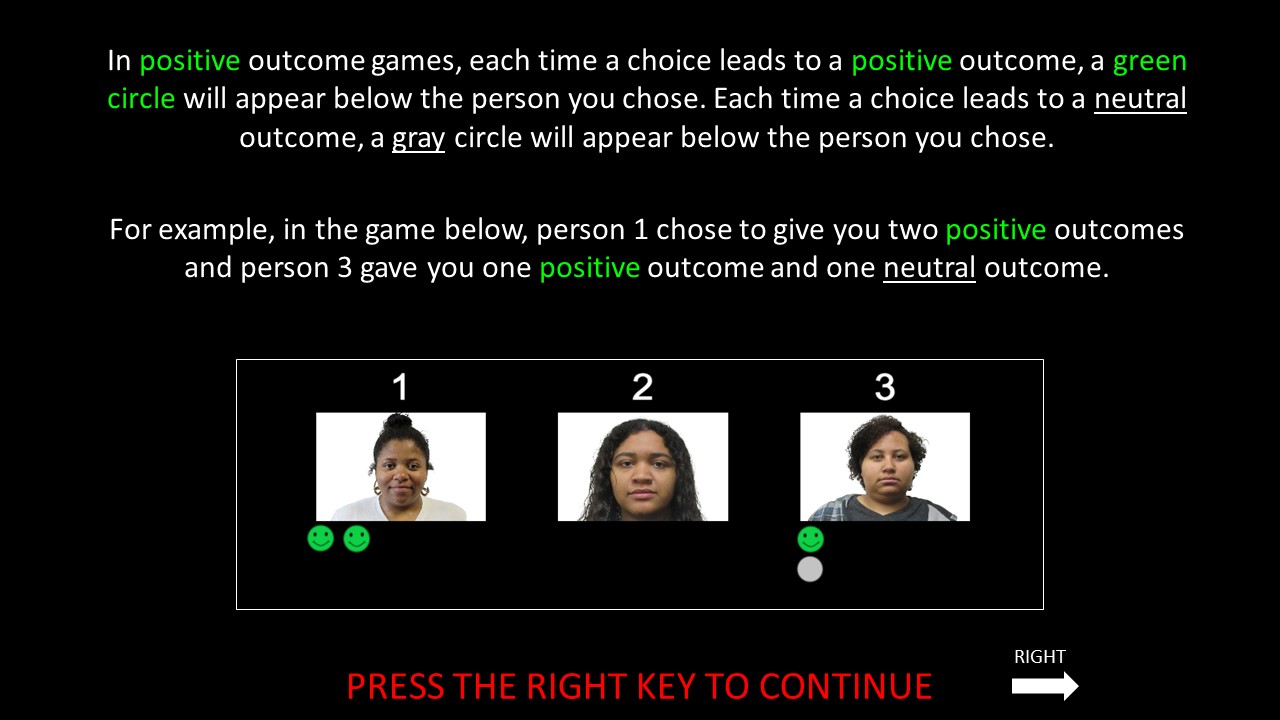 In positive outcome games, each time a choice leads to a positive outcome, a green
circle will appear below the person you chose. Each time a choice leads to a neutral
outcome, a gray circle will appear below the person you chose.
For example, in the game below, person 1 chose to give you two positive outcomes
and person 3 gave you one positive outcome and one neutral outcome.
1 2 3
RIGHT
PRESS THE RIGHT KEY TO CONTINUE